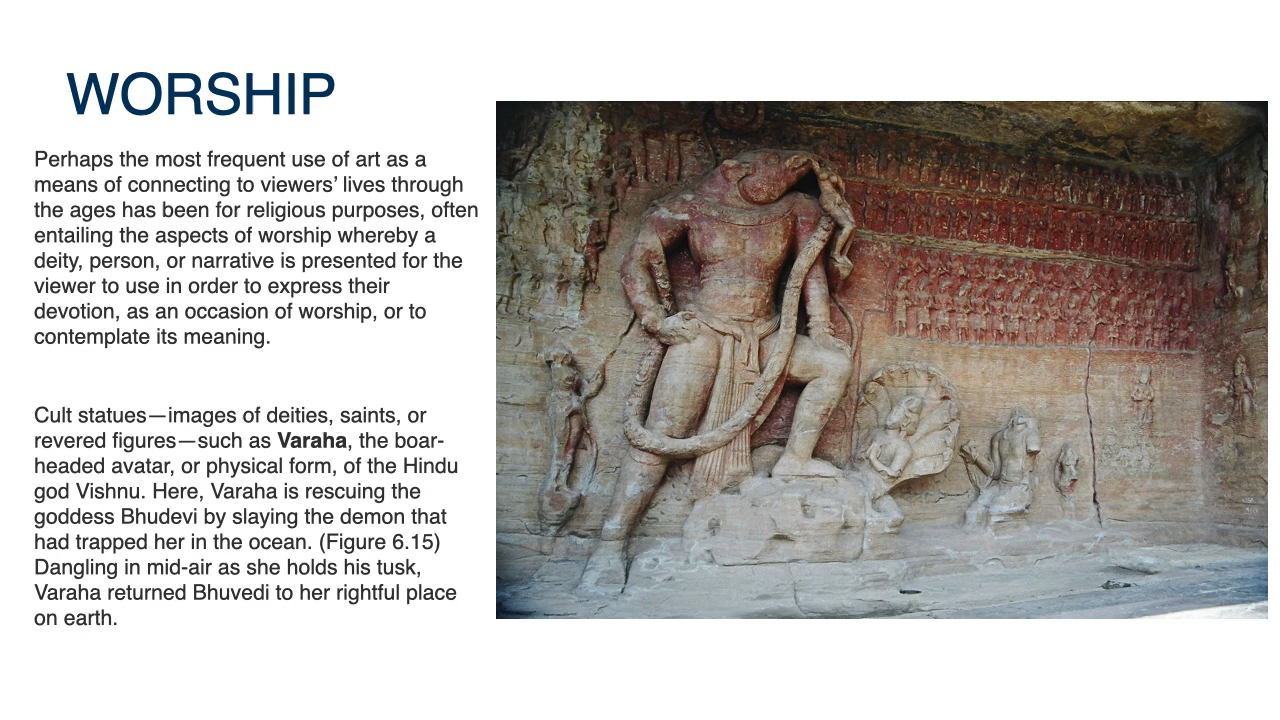 WORSHIP
Perhaps the most frequent use of art as a
means of connecting to viewers’ lives through
the ages has been for religious purposes, often
entailing the aspects of worship whereby a
deity, person, or narrative is presented for the
viewer to use in order to express their
devotion, as an occasion of worship, or to
contemplate its meaning.
Cult statues—images of deities, saints, or
revered figures—such as Varaha, the boar-
headed avatar, or physical form, of the Hindu
god Vishnu. Here, Varaha is rescuing the
goddess Bhudevi by slaying the demon that
had trapped her in the ocean. (Figure 6.15)
Dangling in mid-air as she holds his tusk,
Varaha returned Bhuvedi to her rightful place
on earth.